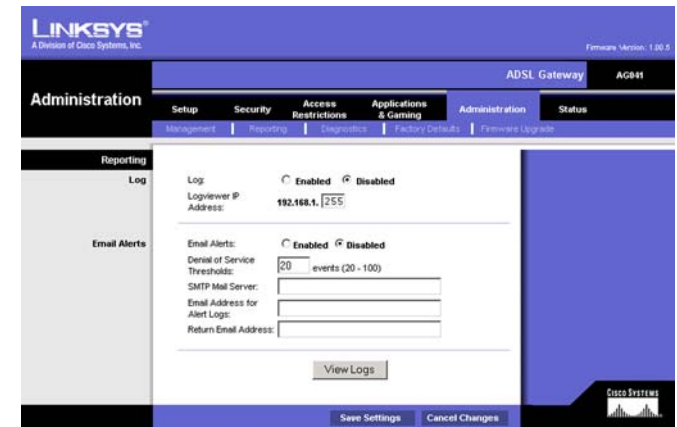 LINKSYS®
A Division of Cisco Systems, Inc.
Firmware Version: 1.00.5
ADSL Gateway AG041
Administration
Setup Security Access Restrictions Applications & Gaming Administration Status
Management Reporting Diagnostics Factory Defaults Firmware Upgrade
Reporting
Log
Log: Enabled Disabled
Logviewer IP Address: 192.168.1. 255
Email Alerts
Email Alerts: Enabled Disabled
Denial of Service Thresholds: 20 events (20 - 100)
SMTP Mail Server:
Email Address for Alert Logs:
Return Email Address:
View Logs
Save Settings Cancel Changes
CISCO SYSTEMS